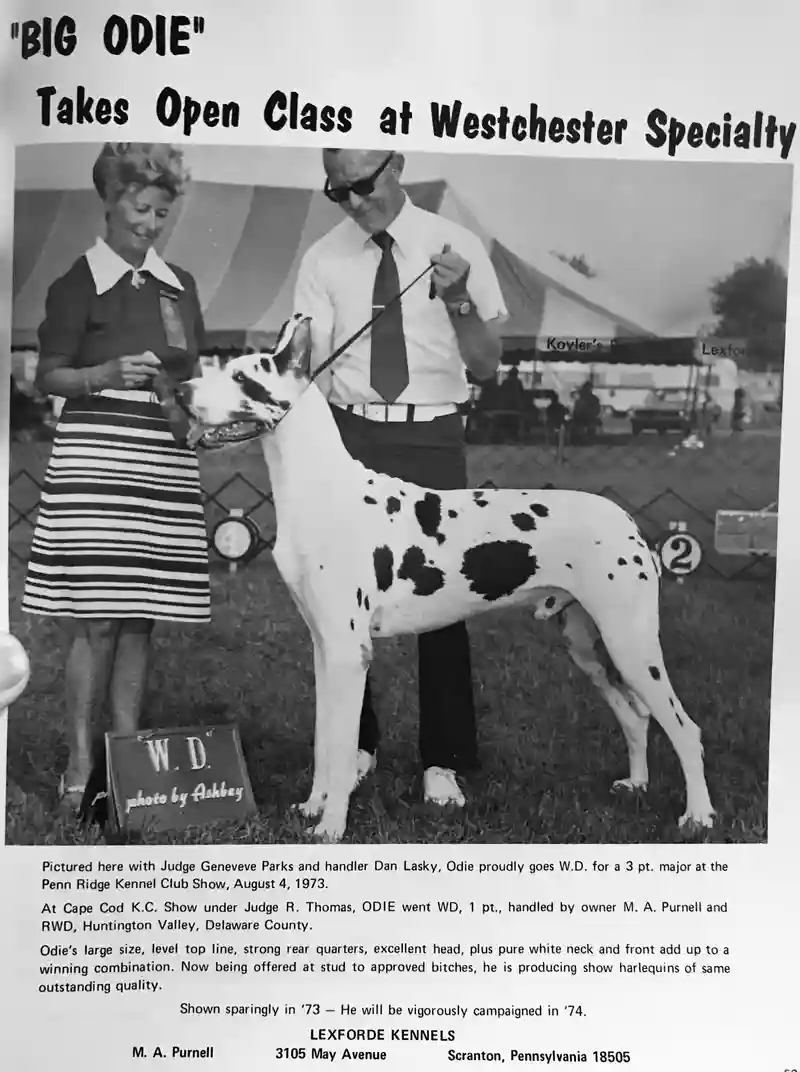 "BIG ODIE"
Takes Open Class at Westchester Specialty
Koyler's
Lexfor
4
2
W. D.
photo by Ashbey
Pictured here with Judge Geneveve Parks and handler Dan Lasky, Odie proudly goes W.D. for a 3 pt. major at the
Penn Ridge Kennel Club Show, August 4, 1973.
At Cape Cod K.C. Show under Judge R. Thomas, ODIE went WD, 1 pt., handled by owner M. A. Purnell and
RWD, Huntington Valley, Delaware County.
Odie's large size, level top line, strong rear quarters, excellent head, plus pure white neck and front add up to a
winning combination. Now being offered at stud to approved bitches, he is producing show harlequins of same
outstanding quality.
Shown sparingly in '73 — He will be vigorously campaigned in '74.
LEXFORDE KENNELS
M. A. Purnell 3105 May Avenue Scranton, Pennsylvania 18505